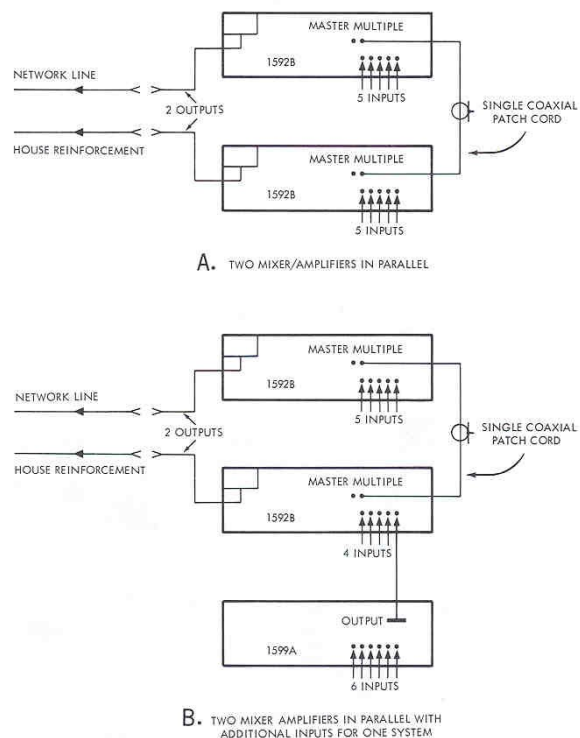 MASTER MULTIPLE
1592B
NETWORK LINE
2 OUTPUTS
5 INPUTS
SINGLE COAXIAL
PATCH CORD
HOUSE REINFORCEMENT
MASTER MULTIPLE
1592B
5 INPUTS
A. TWO MIXER/AMPLIFIERS IN PARALLEL
MASTER MULTIPLE
1592B
NETWORK LINE
5 INPUTS
2 OUTPUTS
SINGLE COAXIAL
PATCH CORD
HOUSE REINFORCEMENT
MASTER MULTIPLE
1592B
4 INPUTS
OUTPUT
1599A
6 INPUTS
B. TWO MIXER AMPLIFIERS IN PARALLEL WITH
ADDITIONAL INPUTS FOR ONE SYSTEM